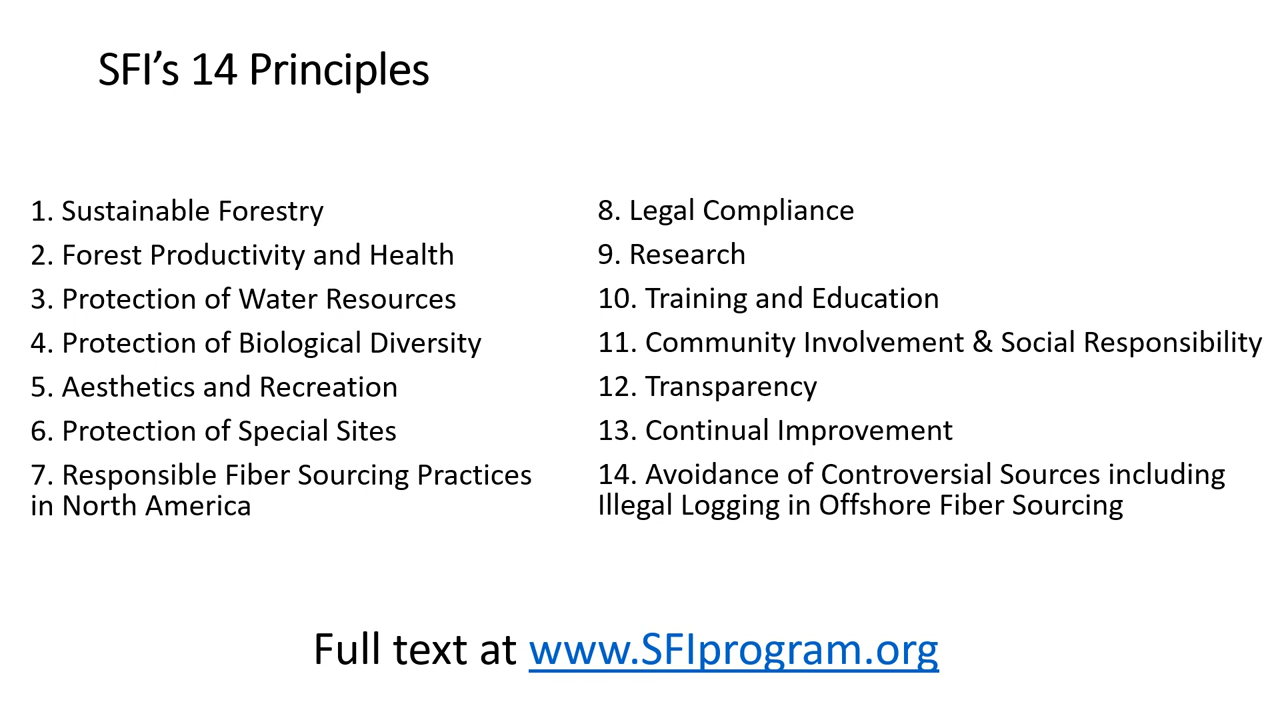 SFI’s 14 Principles
1. Sustainable Forestry
2. Forest Productivity and Health
3. Protection of Water Resources
4. Protection of Biological Diversity
5. Aesthetics and Recreation
6. Protection of Special Sites
7. Responsible Fiber Sourcing Practices
in North America
8. Legal Compliance
9. Research
10. Training and Education
11. Community Involvement & Social Responsibility
12. Transparency
13. Continual Improvement
14. Avoidance of Controversial Sources including
Illegal Logging in Offshore Fiber Sourcing
Full text at www.SFIprogram.org